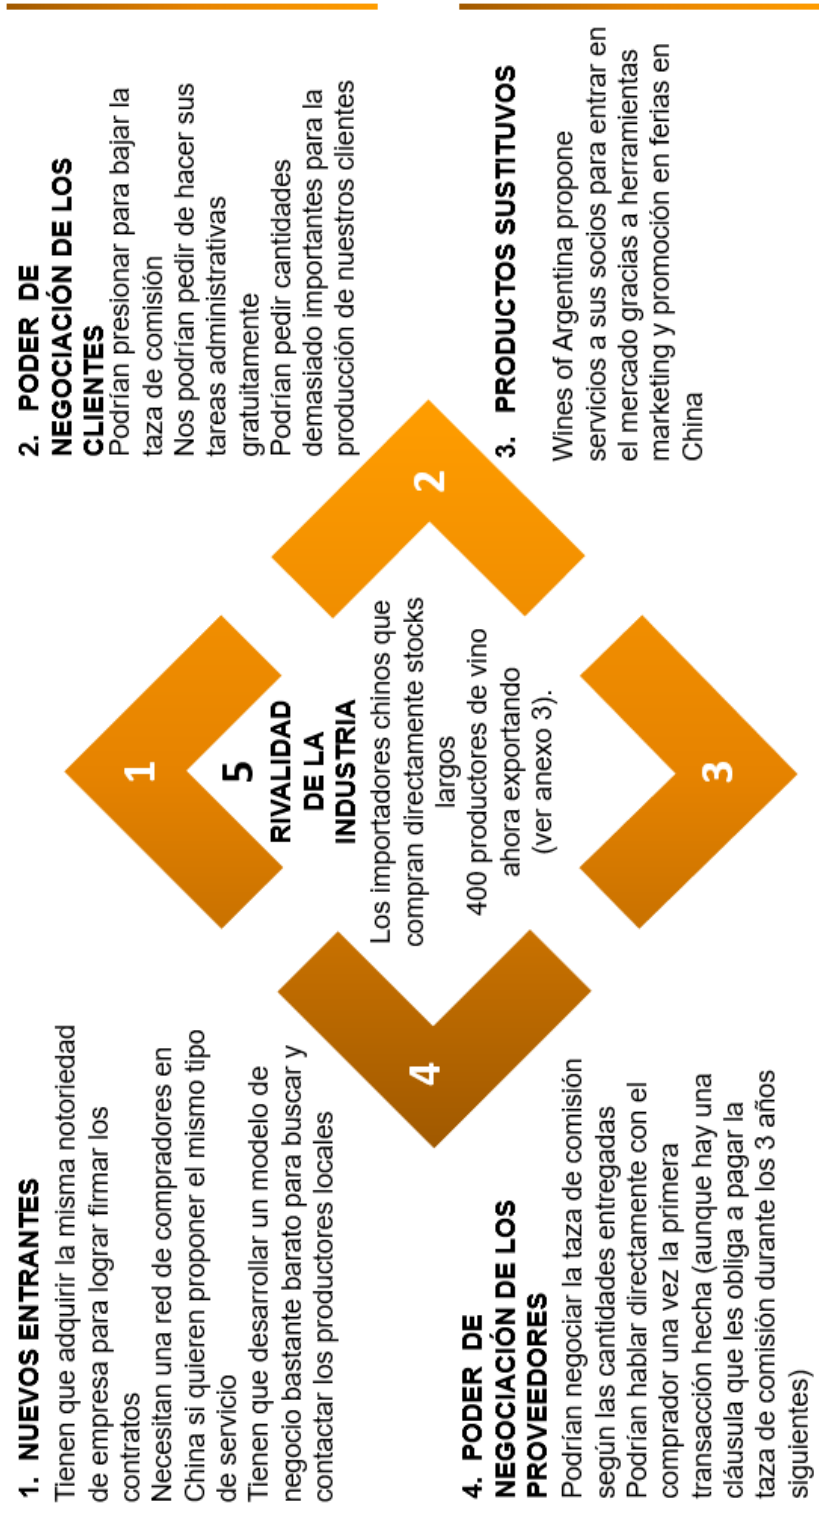 1. NUEVOS ENTRANTES
Tienen que adquirir la misma notoriedad
de empresa para lograr firmar los
contratos
Necesitan una red de compradores en
China si quieren proponer el mismo tipo
de servicio
Tienen que desarrollar un modelo de
negocio bastante barato para buscar y
contactar los productores locales
2. PODER DE
NEGOCIACIÓN DE LOS
CLIENTES
Podrían presionar para bajar la
taza de comisión
Nos podrían pedir de hacer sus
tareas administrativas
gratuitamente
Podrían pedir cantidades
demasiado importantes para la
producción de nuestros clientes
1
5
RIVALIDAD
DE LA
INDUSTRIA
Los importadores chinos que
compran directamente stocks
largos
400 productores de vino
ahora exportando
(ver anexo 3).
4
2
3
4. PODER DE
NEGOCIACIÓN DE LOS
PROVEEDORES
Podrían negociar la taza de comisión
según las cantidades entregadas
Podrían hablar directamente con el
comprador una vez la primera
transacción hecha (aunque hay una
cláusula que les obliga a pagar la
taza de comisión durante los 3 años
siguientes)
3. PRODUCTOS SUSTITUVOS
Wines of Argentina propone
servicios a sus socios para entrar en
el mercado gracias a herramientas
marketing y promoción en ferias en
China